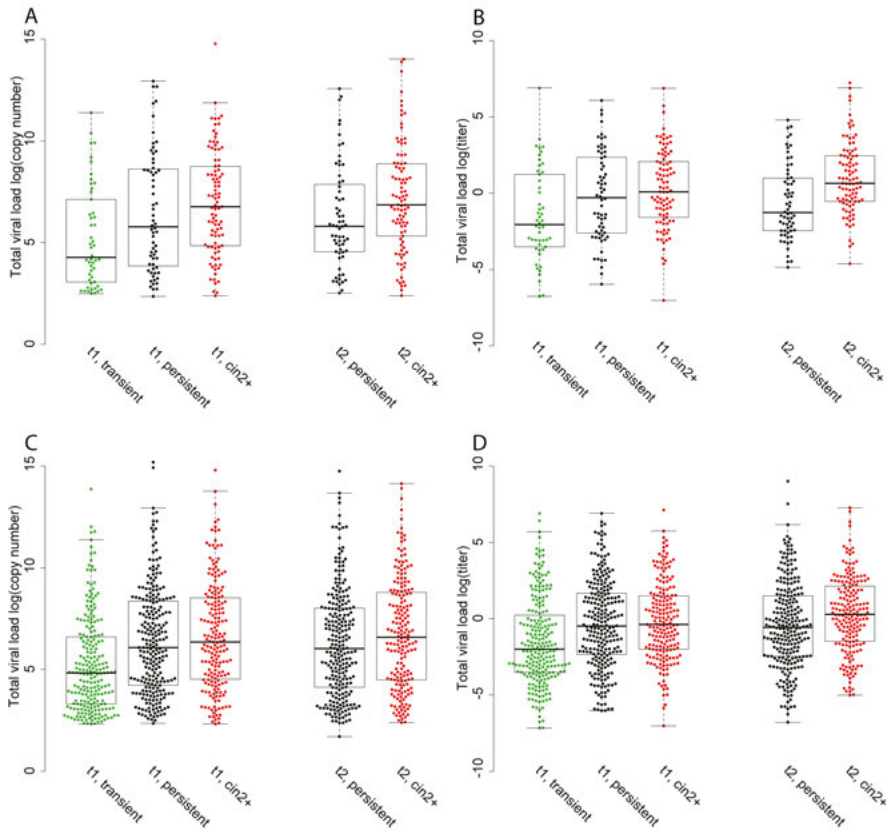 A
Total viral load log(copy number)
15
10
5
0
t1, transient
t1, persistent
t1, cin2+
t2, persistent
t2, cin2+
B
Total viral load log(titer)
10
5
0
-5
-10
t1, transient
t1, persistent
t1, cin2+
t2, persistent
t2, cin2+
C
Total viral load log(copy number)
15
10
5
0
t1, transient
t1, persistent
t1, cin2+
t2, persistent
t2, cin2+
D
Total viral load log(titer)
10
5
0
-5
-10
t1, transient
t1, persistent
t1, cin2+
t2, persistent
t2, cin2+